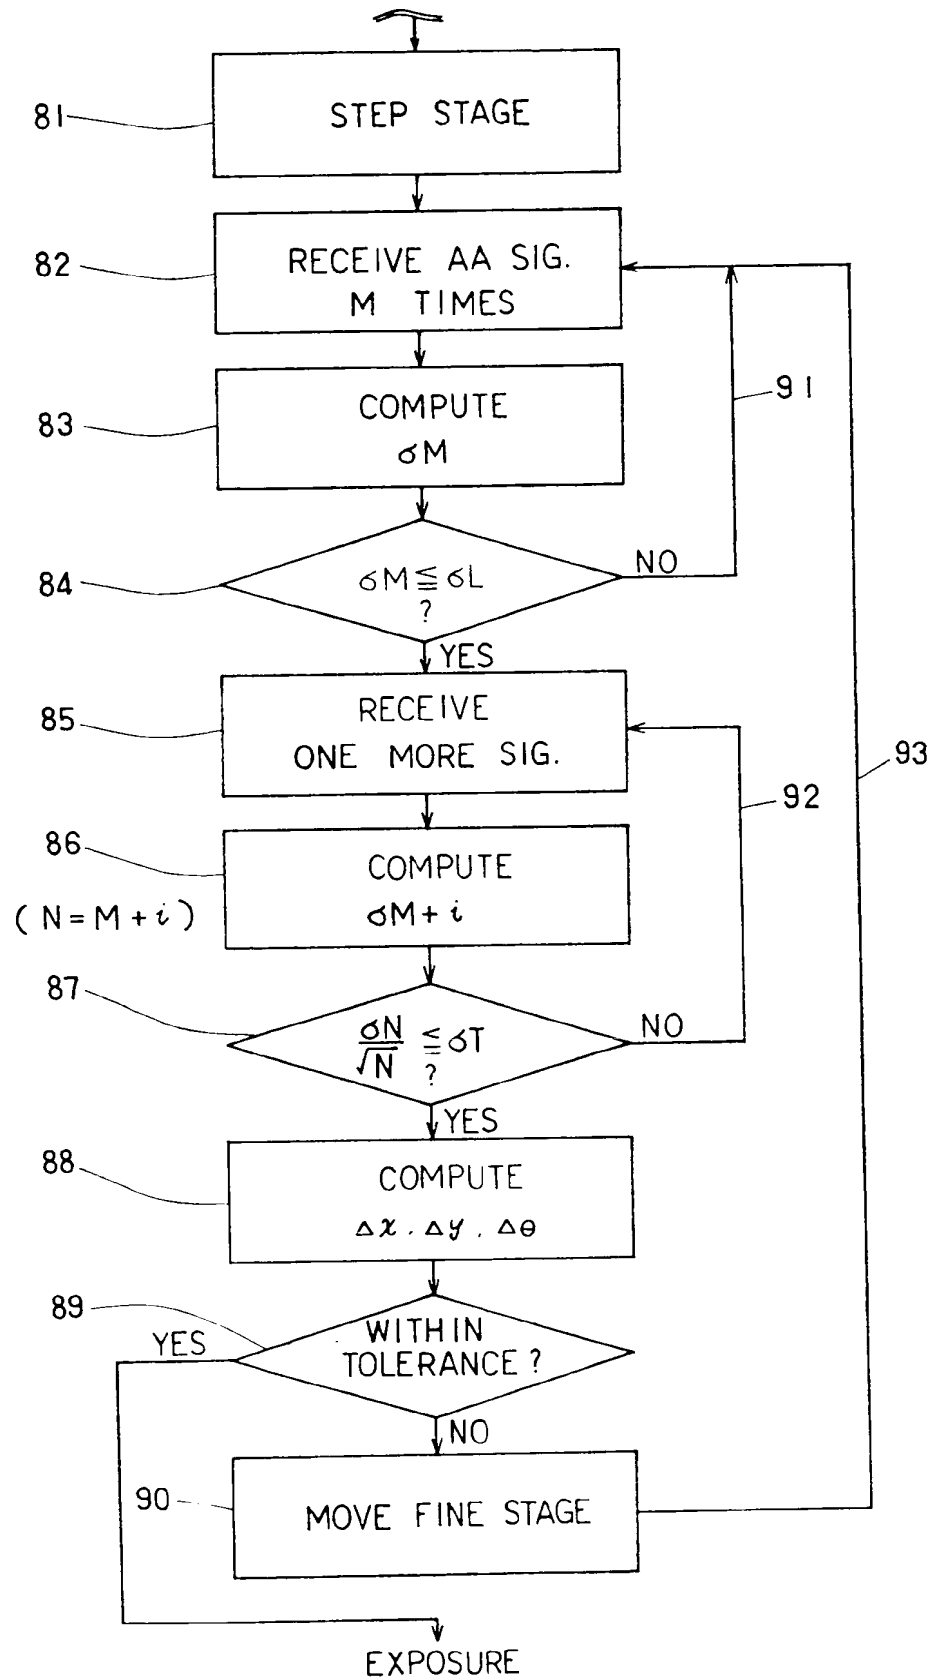 81
STEP STAGE
82
RECEIVE AA SIG.
M TIMES
91
83
COMPUTE
σM
84
σM ≦ σL
?
NO
YES
85
RECEIVE
ONE MORE SIG.
93
92
86
COMPUTE
(N=M+i)
σM+i
87
σN/√N ≦ σT
?
NO
YES
88
COMPUTE
Δx, Δy, Δθ
89
WITHIN
TOLERANCE?
YES
NO
90
MOVE FINE STAGE
EXPOSURE